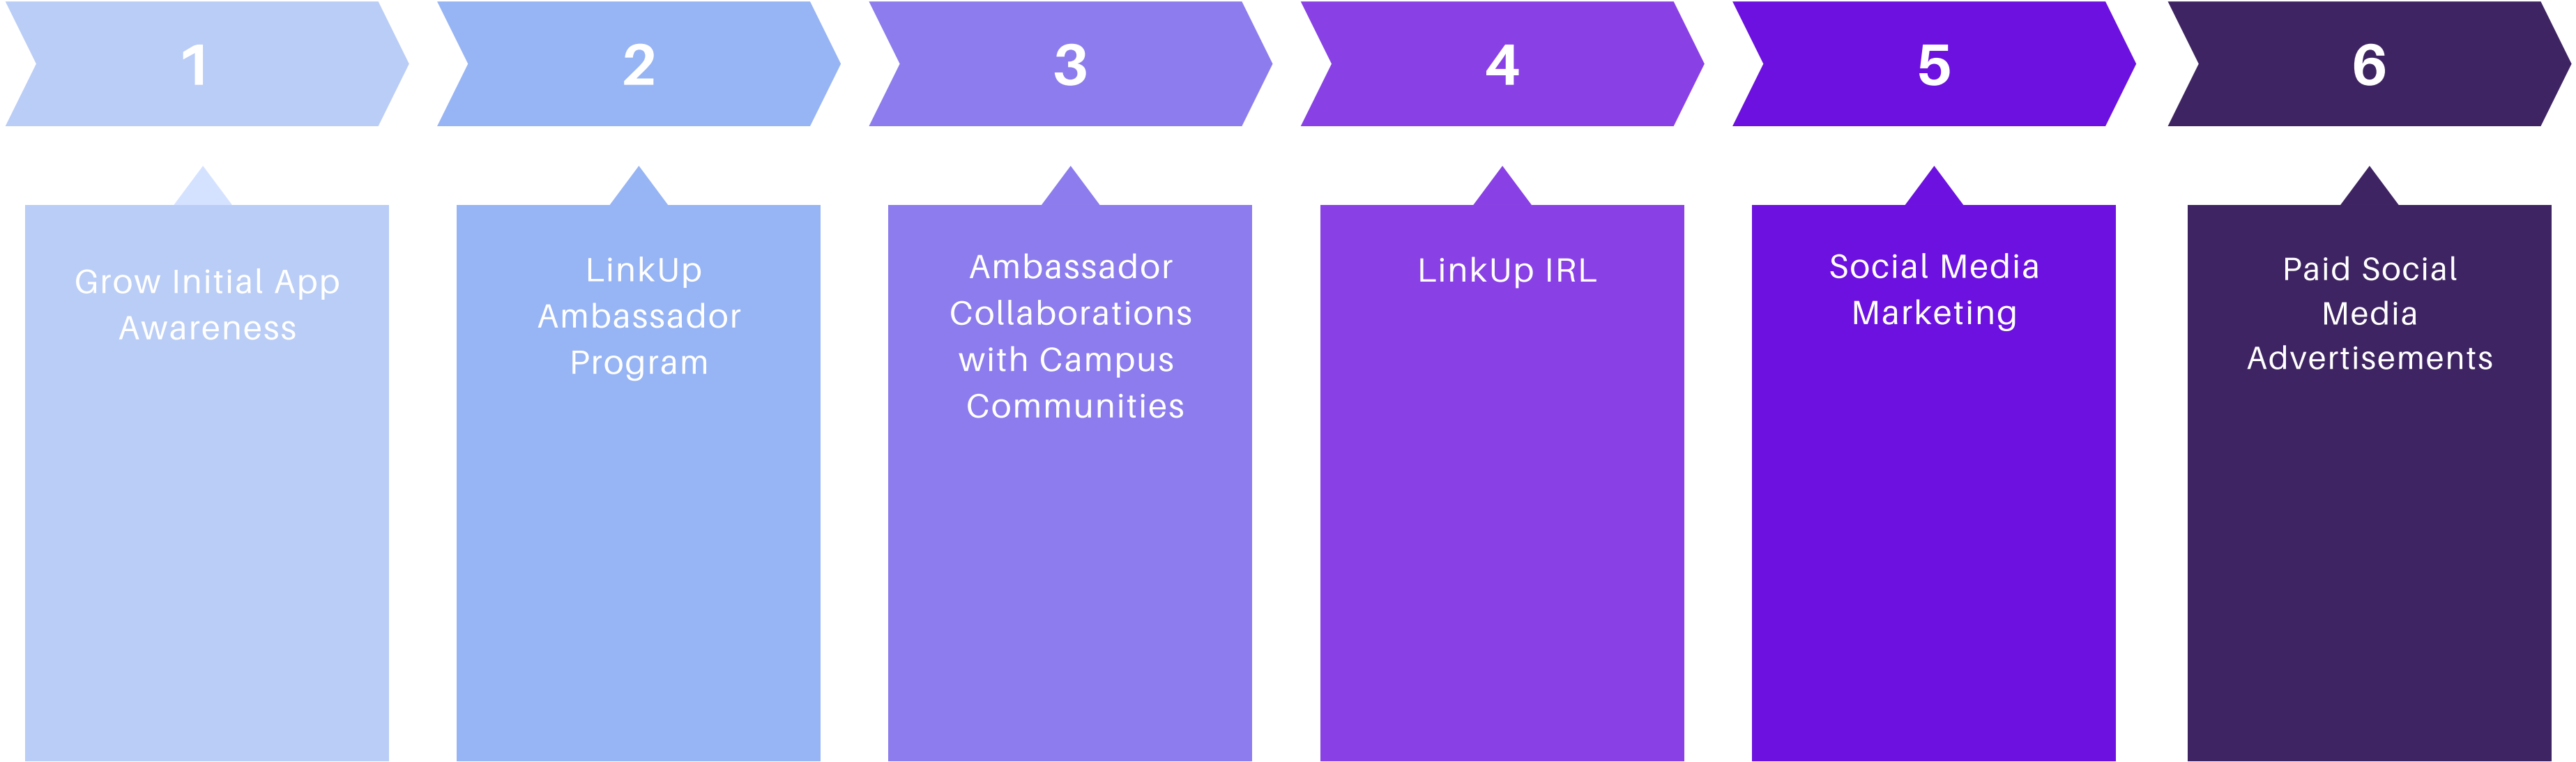 1
2
3
4
5
6
Grow Initial App
Awareness
LinkUp
Ambassador
Program
Ambassador
Collaborations
with Campus
Communities
LinkUp IRL
Social Media
Marketing
Paid Social
Media
Advertisements